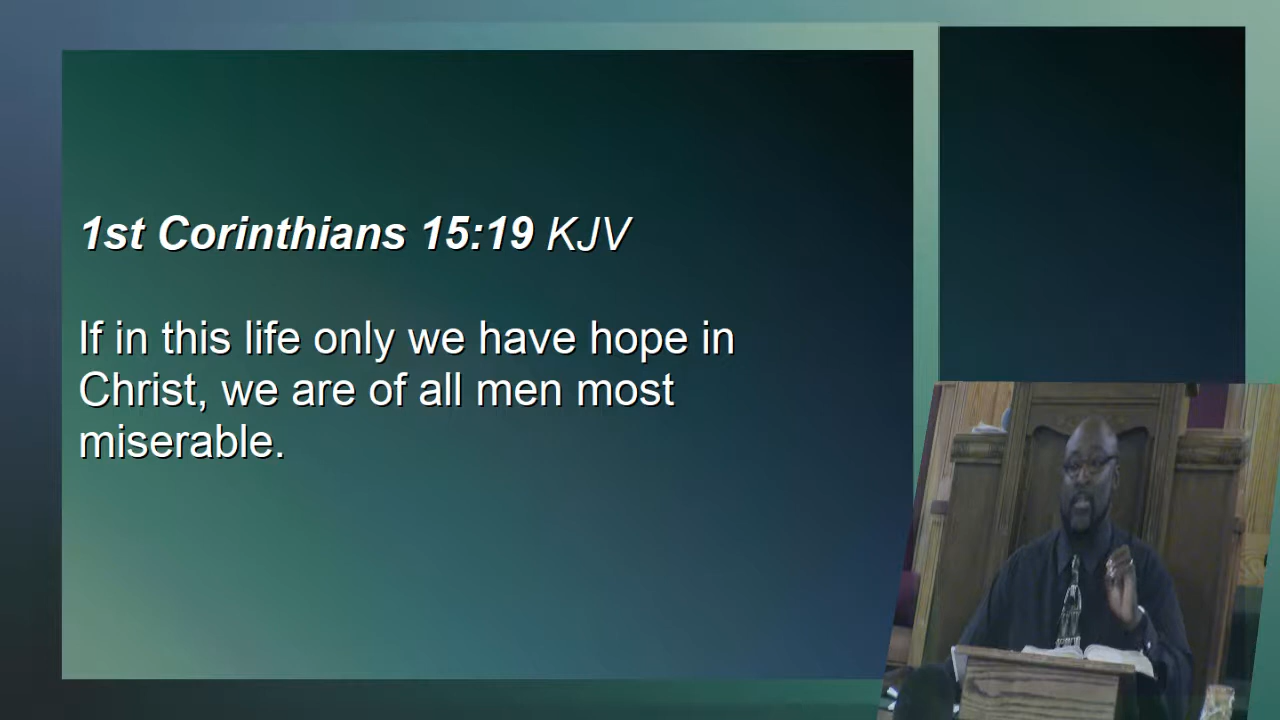 1st Corinthians 15:19 KJV
If in this life only we have hope in
Christ, we are of all men most
miserable.